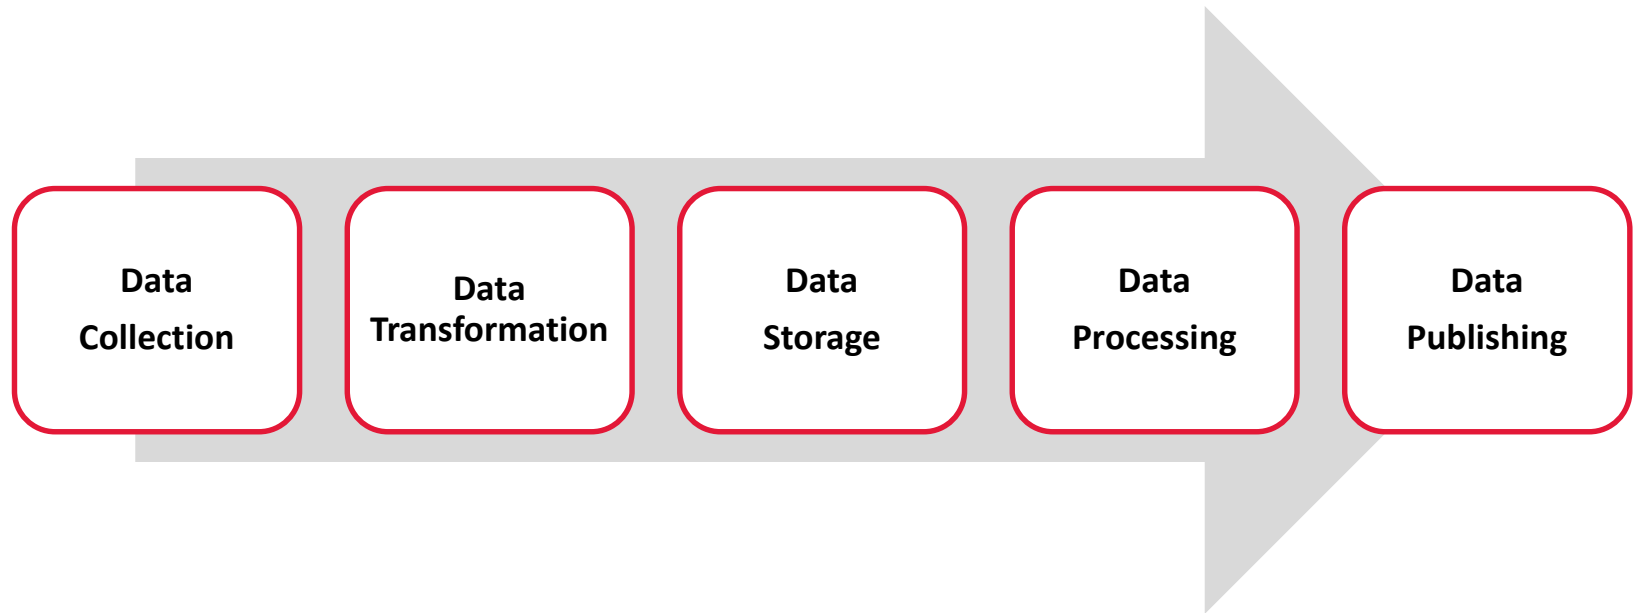 Data
Collection
Data
Transformation
Data
Storage
Data
Processing
Data
Publishing